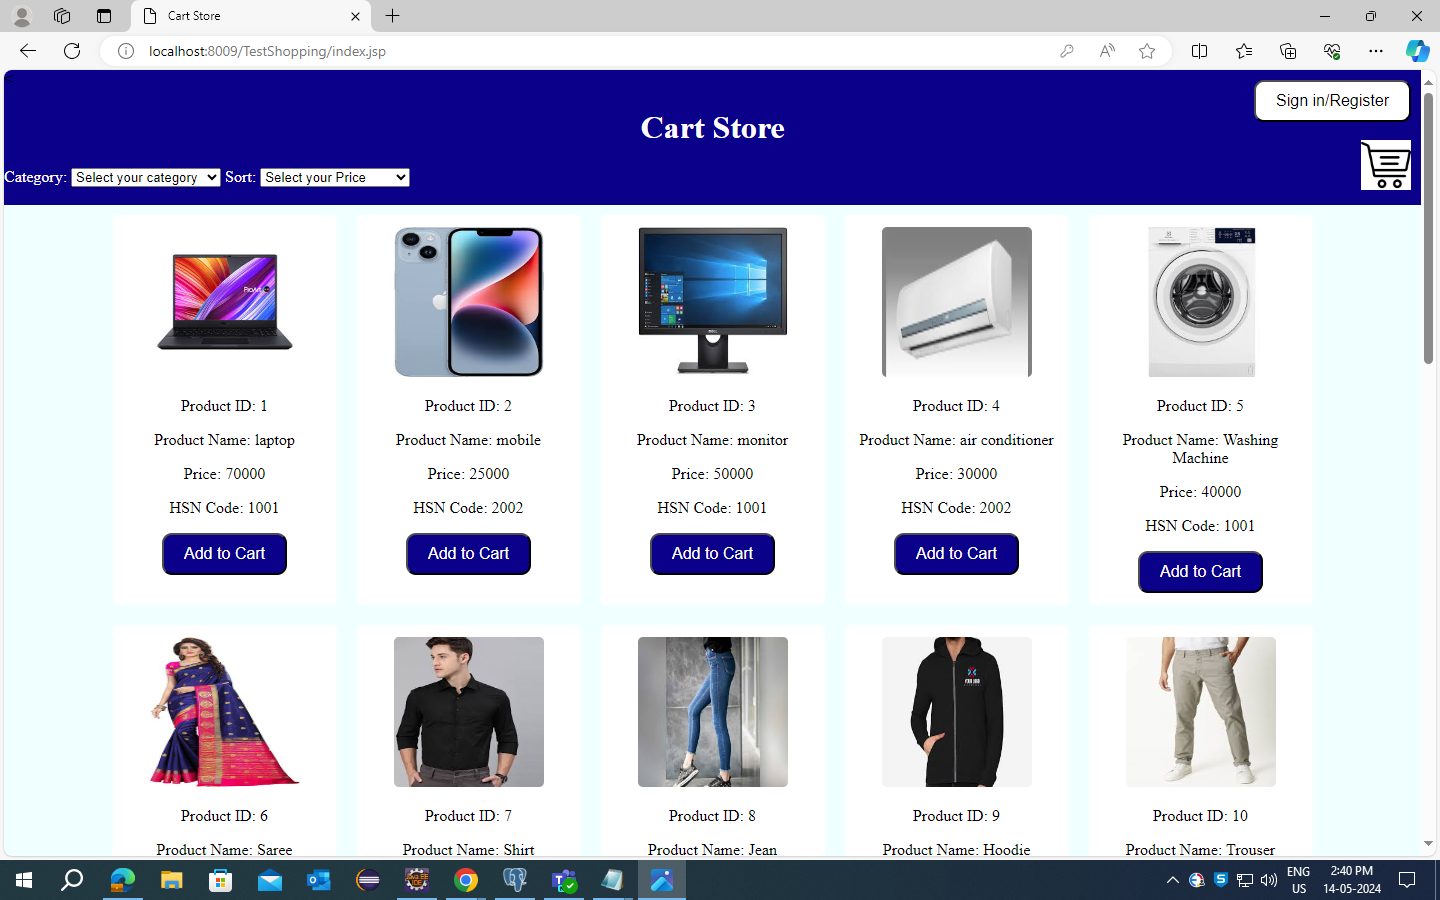 Cart Store
localhost:8009/TestShopping/index.jsp
Sign in/Register
Cart Store
Category: Select your category Sort: Select your Price
Product ID: 1
Product Name: laptop
Price: 70000
HSN Code: 1001
Add to Cart
Product ID: 2
Product Name: mobile
Price: 25000
HSN Code: 2002
Add to Cart
Product ID: 3
Product Name: monitor
Price: 50000
HSN Code: 1001
Add to Cart
Product ID: 4
Product Name: air conditioner
Price: 30000
HSN Code: 2002
Add to Cart
Product ID: 5
Product Name: Washing
Machine
Price: 40000
HSN Code: 1001
Add to Cart
Product ID: 6
Product Name: Saree
Product ID: 7
Product Name: Shirt
Product ID: 8
Product Name: Jean
Product ID: 9
Product Name: Hoodie
Product ID: 10
Product Name: Trouser
ENG
US
2:40 PM
14-05-2024